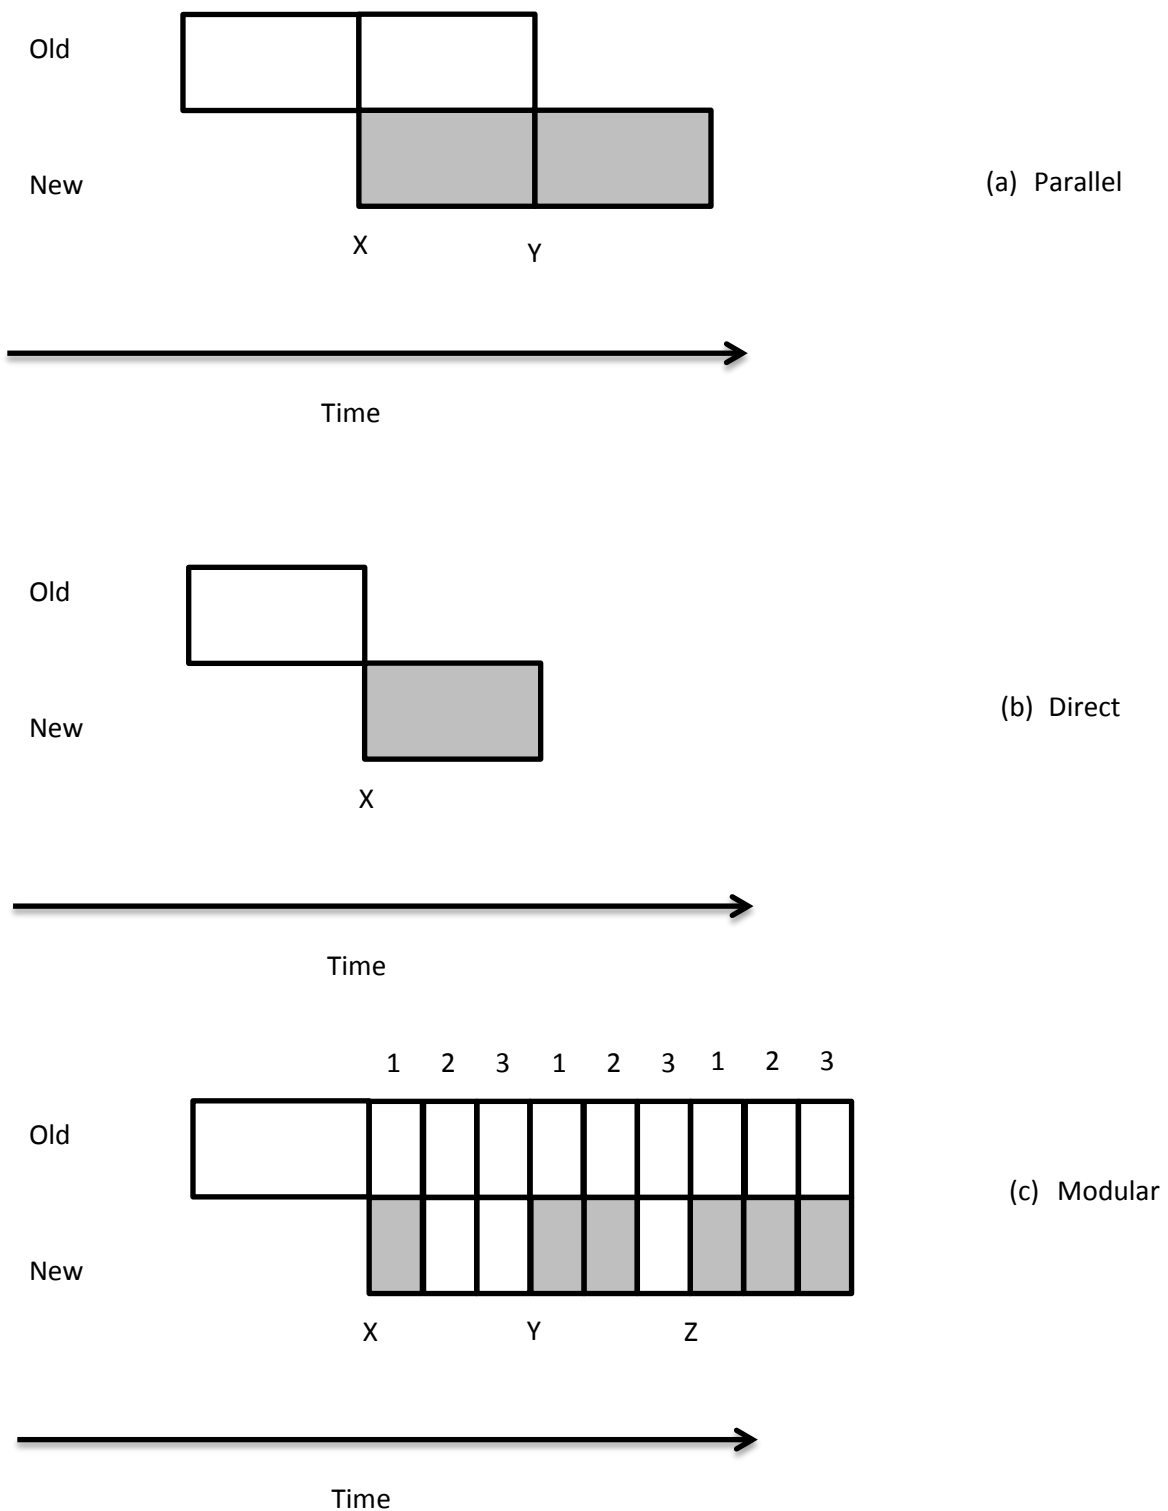 Old
New
(a) Parallel
X
Y
Time
Old
New
(b) Direct
X
Time
1 2 3 1 2 3 1 2 3
Old
(c) Modular
New
X Y Z
Time